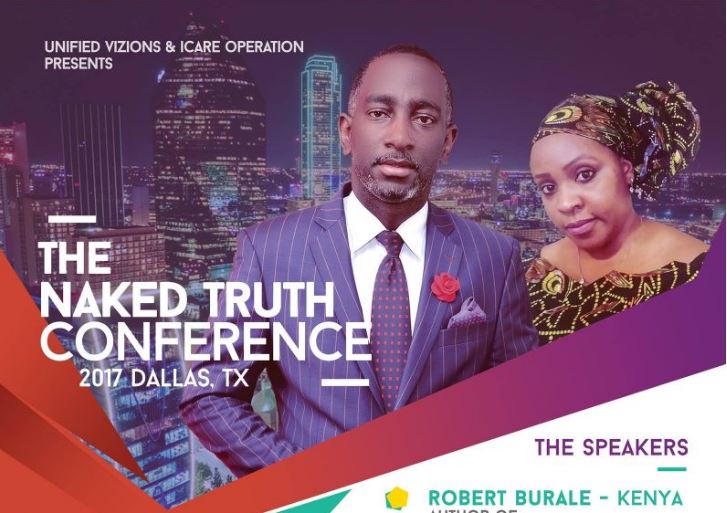 UNIFIED VIZIONS & ICARE OPERATION
PRESENTS
THE
NAKED TRUTH
CONFERENCE
2017 DALLAS, TX
THE SPEAKERS
ROBERT BURALE - KENYA
AUTHOR OF